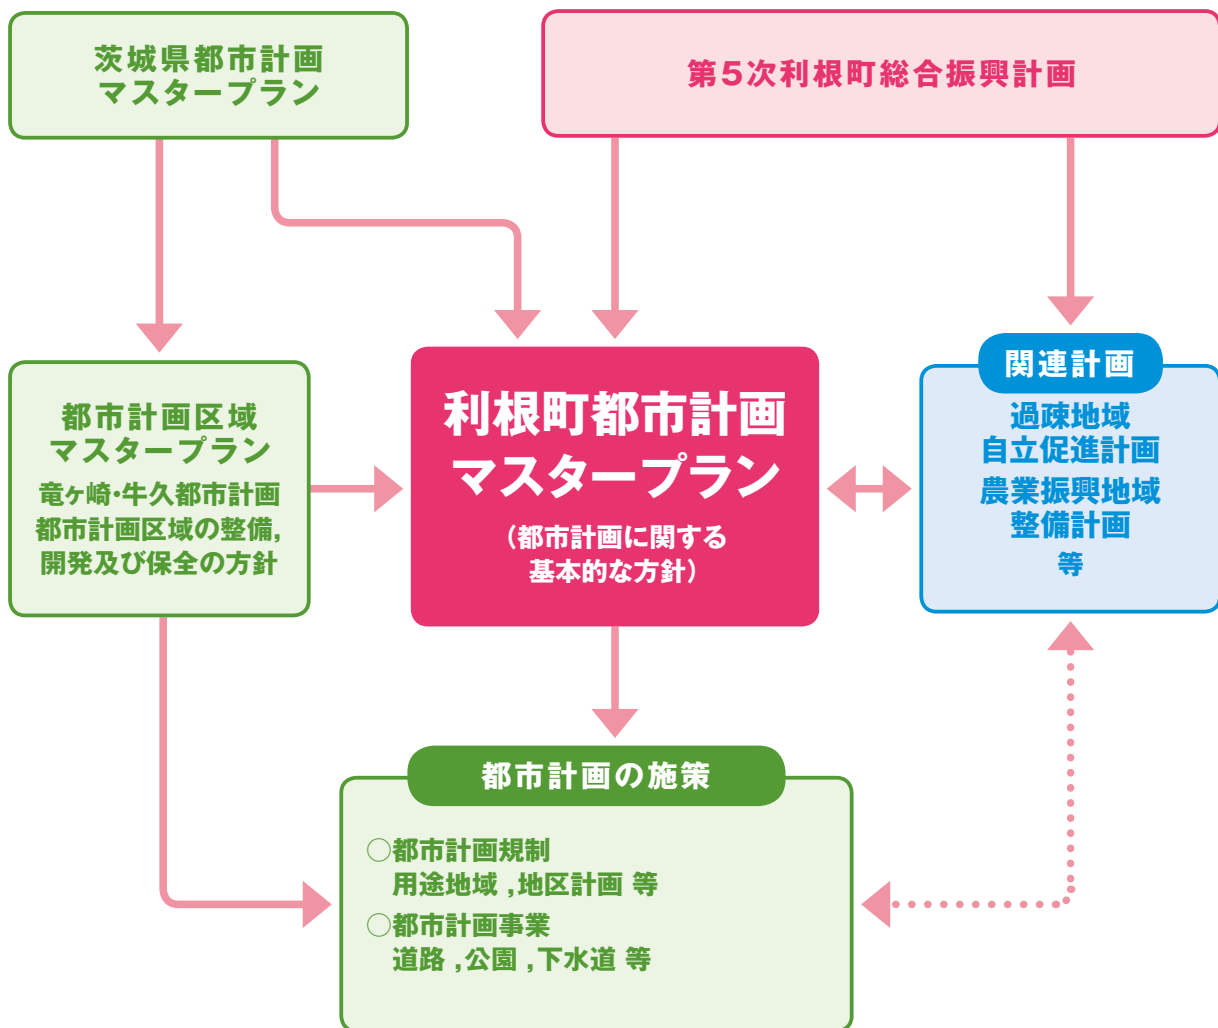 茨城県都市計画
マスタープラン
第5次利根町総合振興計画
都市計画区域
マスタープラン
竜ヶ崎・牛久都市計画
都市計画区域の整備,
開発及び保全の方針
利根町都市計画
マスタープラン
(都市計画に関する
基本的な方針)
関連計画
過疎地域
自立促進計画
農業振興地域
整備計画
等
都市計画の施策
○都市計画規制
用途地域 ,地区計画 等
○都市計画事業
道路 ,公園 ,下水道 等